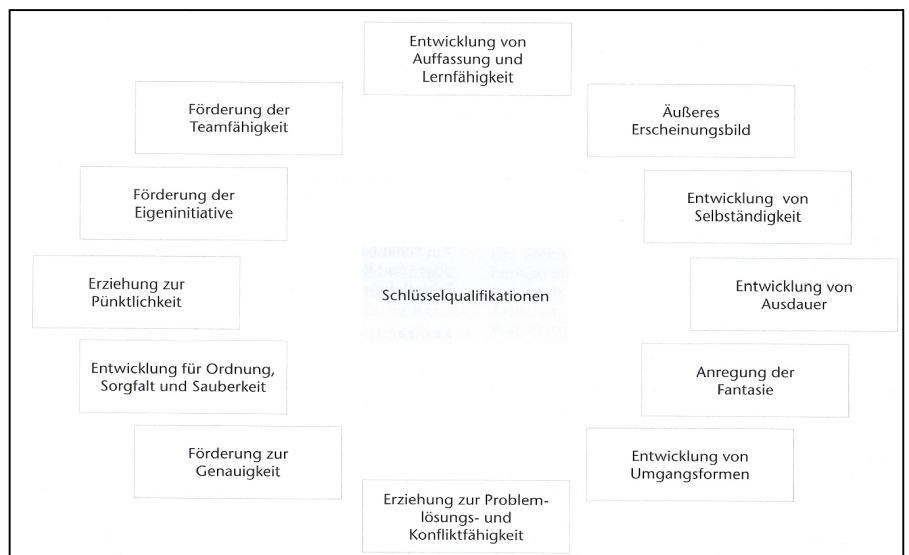 Entwicklung von
Auffassung und
Lernfähigkeit
Förderung der
Teamfähigkeit
Äußeres
Erscheinungsbild
Förderung der
Eigeninitiative
Entwicklung von
Selbständigkeit
Erziehung zur
Pünktlichkeit
Schlüsselqualifikationen
Entwicklung von
Ausdauer
Entwicklung für Ordnung,
Sorgfalt und Sauberkeit
Anregung der
Fantasie
Förderung zur
Genauigkeit
Entwicklung von
Umgangsformen
Erziehung zur Problem-
lösungs- und
Konfliktfähigkeit